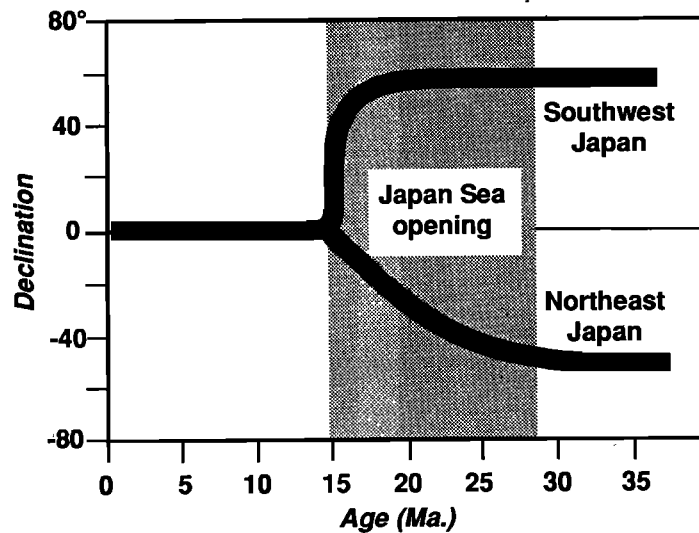 80°
40
0
-40
-80
Declination
Southwest
Japan
Japan Sea
opening
Northeast
Japan
0 5 10 15 20 25 30 35
Age (Ma.)